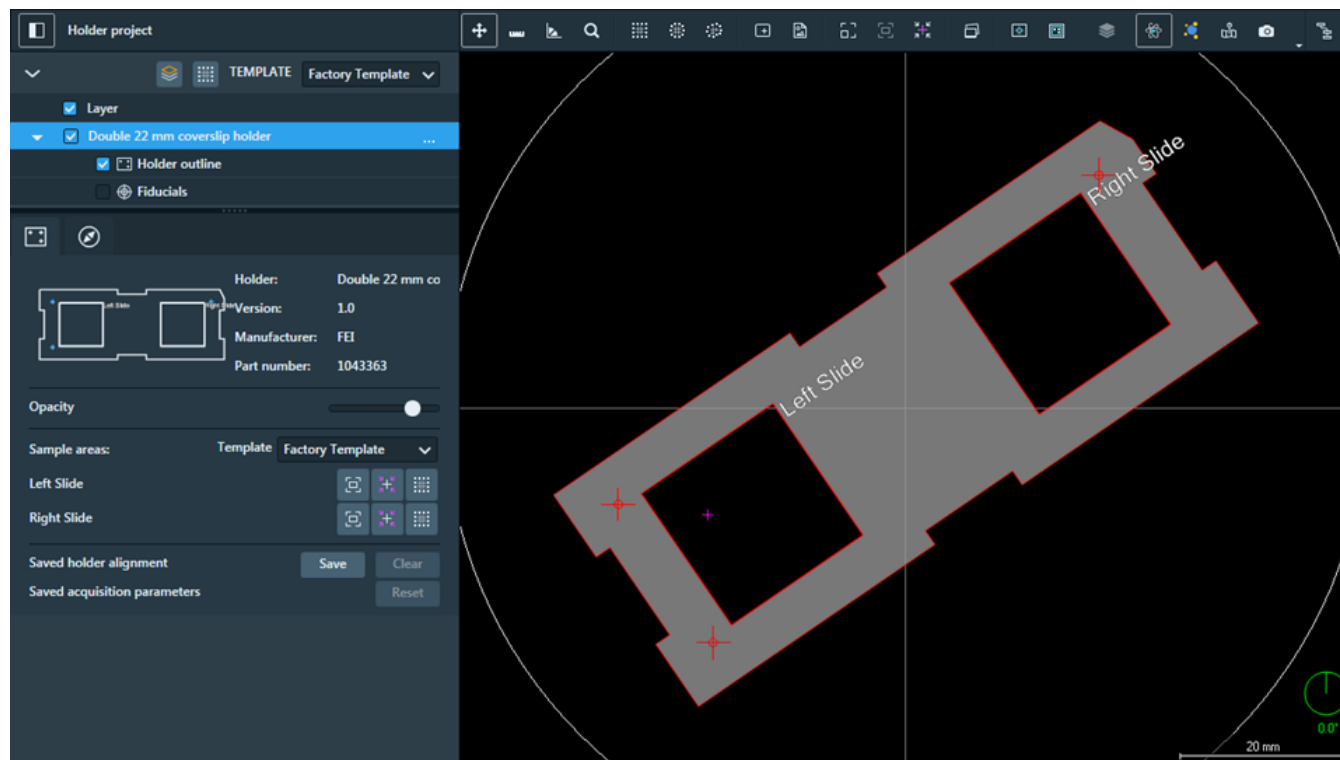 Holder project
TEMPLATE Factory Template
Layer
Double 22 mm coverslip holder ...
Holder outline
Fiducials
Left Slide
Holder: Double 22 mm co
Version: 1.0
Manufacturer: FEI
Part number: 1043363
Opacity
Sample areas: Template Factory Template
Left Slide
Right Slide
Saved holder alignment Save Clear
Saved acquisition parameters Reset
Right Slide
Left Slide
0.0°
20 mm